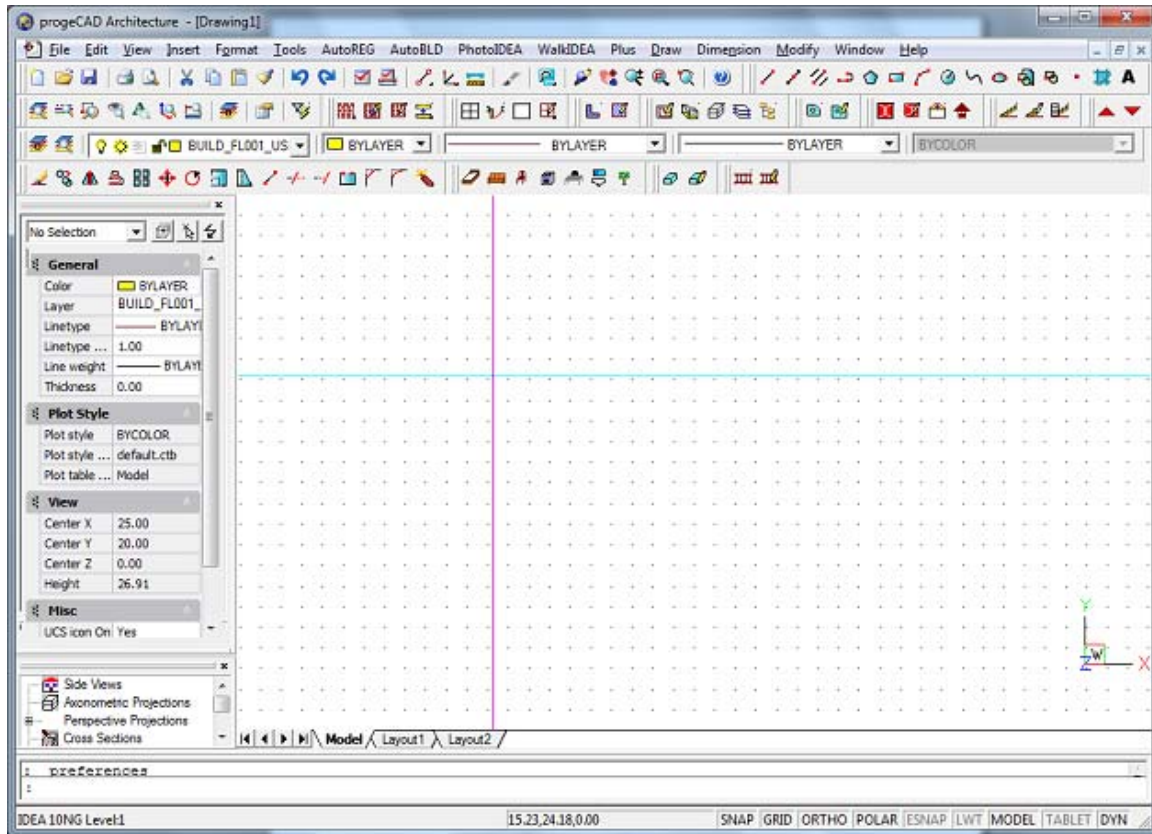 progeCAD Architecture - [Drawing1]
File Edit View Insert Format Tools AutoREG AutoBLD PhotoIDEA WalkIDEA Plus Draw Dimension Modify Window Help
A
BUILD_FL001_US BYLAYER BYLAYER BYLAYER BYCOLOR
No Selection
General
Color BYLAYER
Layer BUILD_FL001_
Linetype BYLAYI
Linetype ... 1.00
Line weight BYLAYE
Thickness 0.00
Plot Style
Plot style BYCOLOR
Plot style ... default.ctb
Plot table ... Model
View
Center X 25.00
Center Y 20.00
Center Z 0.00
Height 26.91
Misc
UCS icon On Yes
Y
W
Z X
Side Views
Axonometric Projections
Perspective Projections
Cross Sections
Model Layout1 Layout2
: preferences
:
IDEA 10NG Level:1 15.23,24.18,0.00 SNAP GRID ORTHO POLAR ESNAP LWT MODEL TABLET DYN